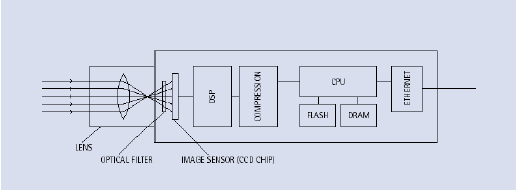 DSP
COMPRESSION
CPU
FLASH
DRAM
ETHERNET
LENS
OPTICAL FILTER
IMAGE SENSOR (CCD CHIP)